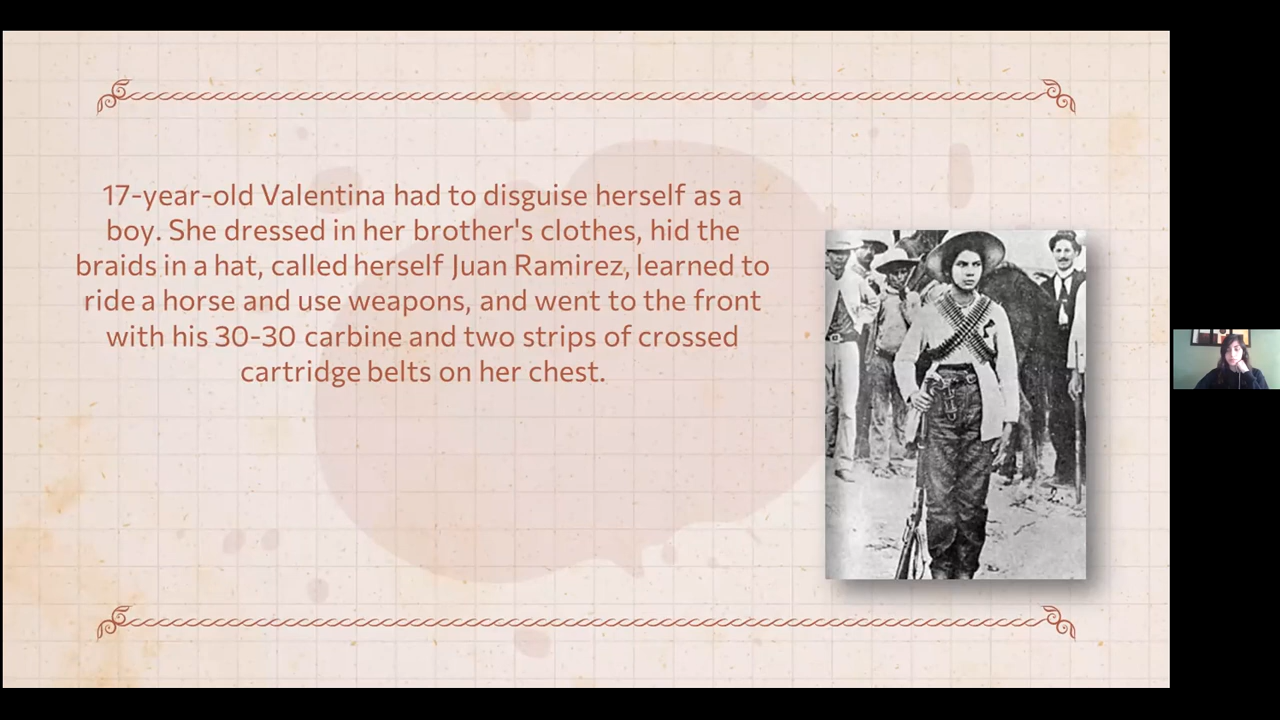 17-year-old Valentina had to disguise herself as a
boy. She dressed in her brother's clothes, hid the
braids in a hat, called herself Juan Ramirez, learned to
ride a horse and use weapons, and went to the front
with his 30-30 carbine and two strips of crossed
cartridge belts on her chest.